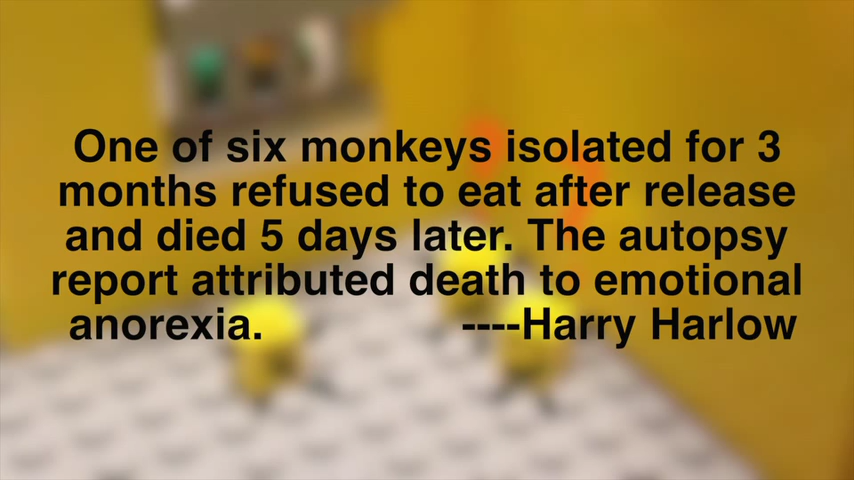 One of six monkeys isolated for 3
months refused to eat after release
and died 5 days later. The autopsy
report attributed death to emotional
anorexia. ----Harry Harlow